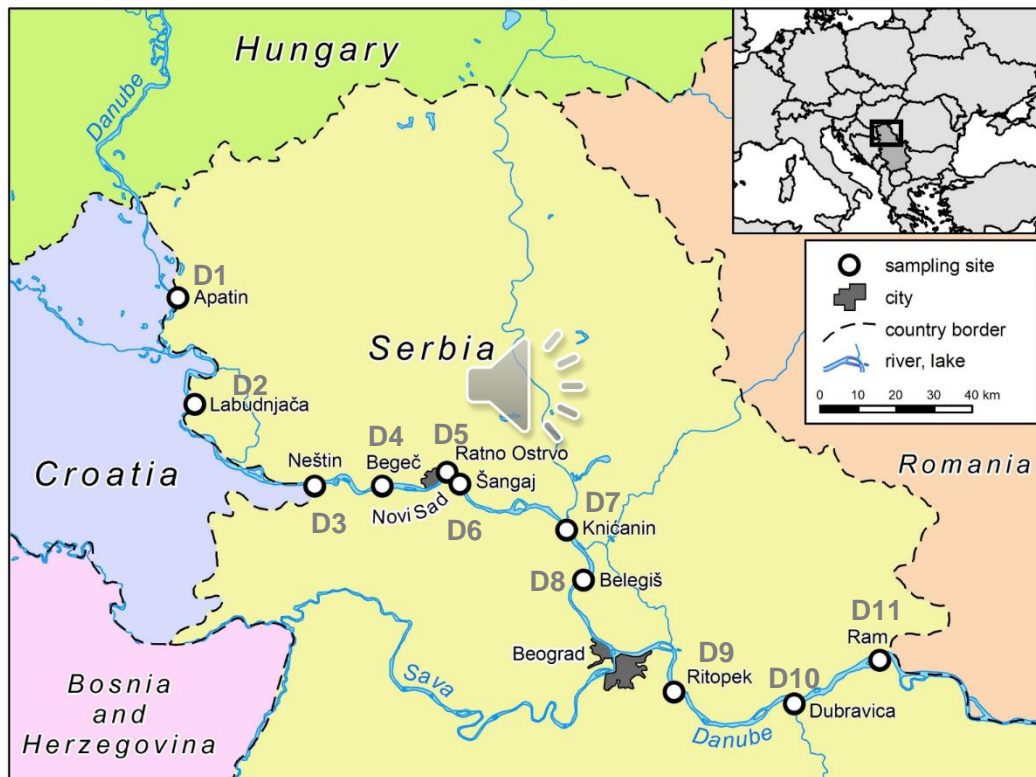 Hungary
Danube
D1
Apatin
sampling site
city
country border
river, lake
0 10 20 30 40 km
Serbia
D2
Labudnjača
Croatia
Neštin
D3
D4
Begeč
D5
Ratno Ostrvo
Šangaj
Novi Sad
D6
Romania
D7
Knićanin
D8
Belegiš
Beograd
Sava
D9
Ritopek
D10
Dubravica
D11
Ram
Danube
Bosnia
and
Herzegovina